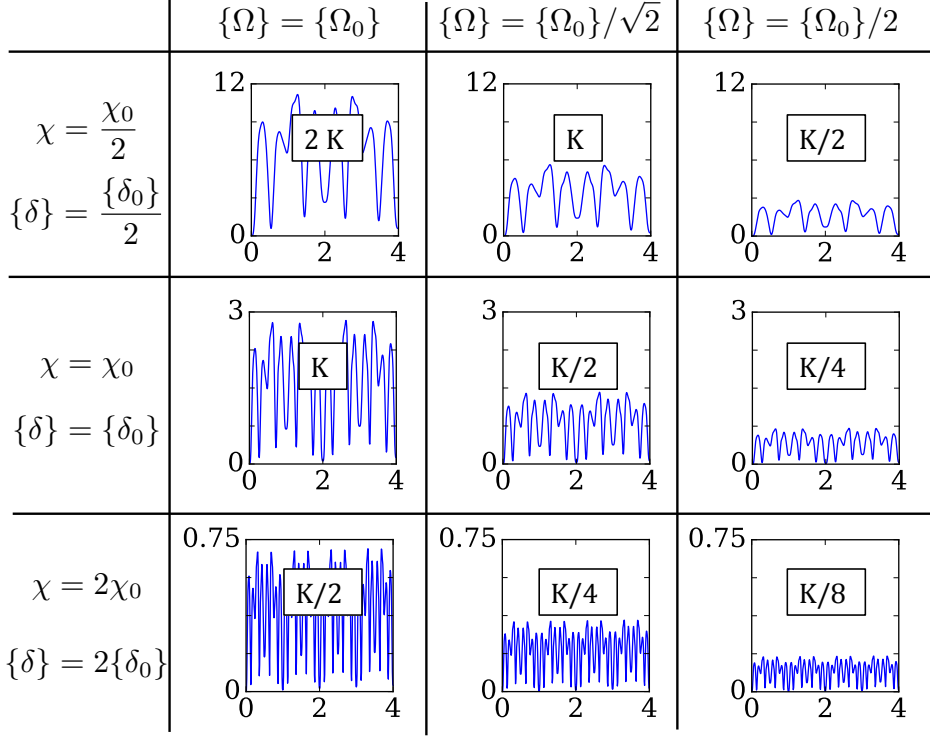 {Ω} = {Ω₀} {Ω} = {Ω₀}/√2 {Ω} = {Ω₀}/2
χ = χ₀/2
{δ} = {δ₀}/2
12 2 K 0 0 2 4
12 K 0 0 2 4
12 K/2 0 0 2 4
χ = χ₀
{δ} = {δ₀}
3 K 0 0 2 4
3 K/2 0 0 2 4
3 K/4 0 0 2 4
χ = 2χ₀
{δ} = 2{δ₀}
0.75 K/2 0 0 2 4
0.75 K/4 0 0 2 4
0.75 K/8 0 0 2 4